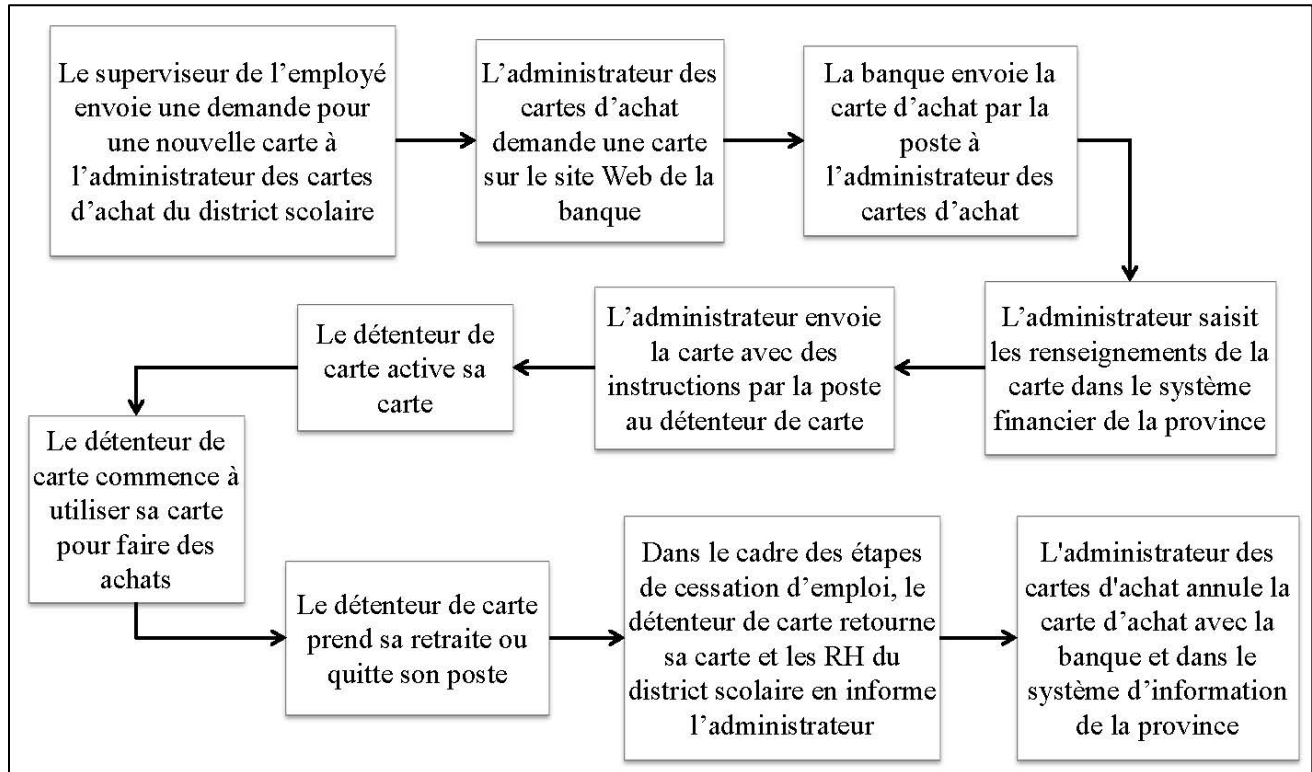 Le superviseur de l’employé
envoie une demande pour
une nouvelle carte à
l’administrateur des cartes
d’achat du district scolaire
L’administrateur des
cartes d’achat
demande une carte
sur le site Web de la
banque
La banque envoie la
carte d’achat par la
poste à
l’administrateur des
cartes d’achat
L’administrateur saisit
les renseignements de la
carte dans le système
financier de la province
L’administrateur envoie
la carte avec des
instructions par la poste
au détenteur de carte
Le détenteur de
carte active sa
carte
Le détenteur de
carte commence à
utiliser sa carte
pour faire des
achats
Le détenteur de carte
prend sa retraite ou
quitte son poste
Dans le cadre des étapes
de cessation d’emploi, le
détenteur de carte retourne
sa carte et les RH du
district scolaire en informe
l’administrateur
L'administrateur des
cartes d'achat annule la
carte d’achat avec la
banque et dans le
système d’information
de la province